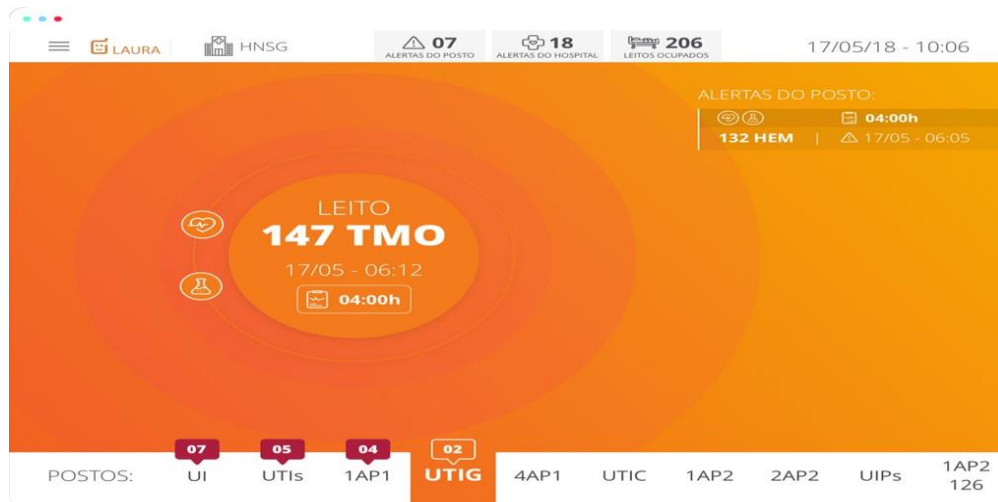 LAURA
HNSG
07
ALERTAS DO POSTO
18
ALERTAS DO HOSPITAL
206
LEITOS OCUPADOS
17/05/18 - 10:06
ALERTAS DO POSTO:
04:00h
132 HEM | 17/05 - 06:05
LEITO
147 TMO
17/05 - 06:12
04:00h
07
05
04
02
POSTOS: UI UTIs 1AP1 UTIG 4AP1 UTIC 1AP2 2AP2 UIPs 1AP2
126